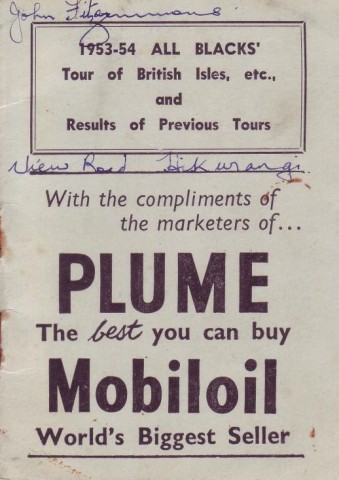 John Fitzsimmons
1953-54 ALL BLACKS'
Tour of British Isles, etc.,
and
Results of Previous Tours
View Road Hikurangi.
With the compliments of
the marketers of...
PLUME
The best you can buy
Mobiloil
World's Biggest Seller